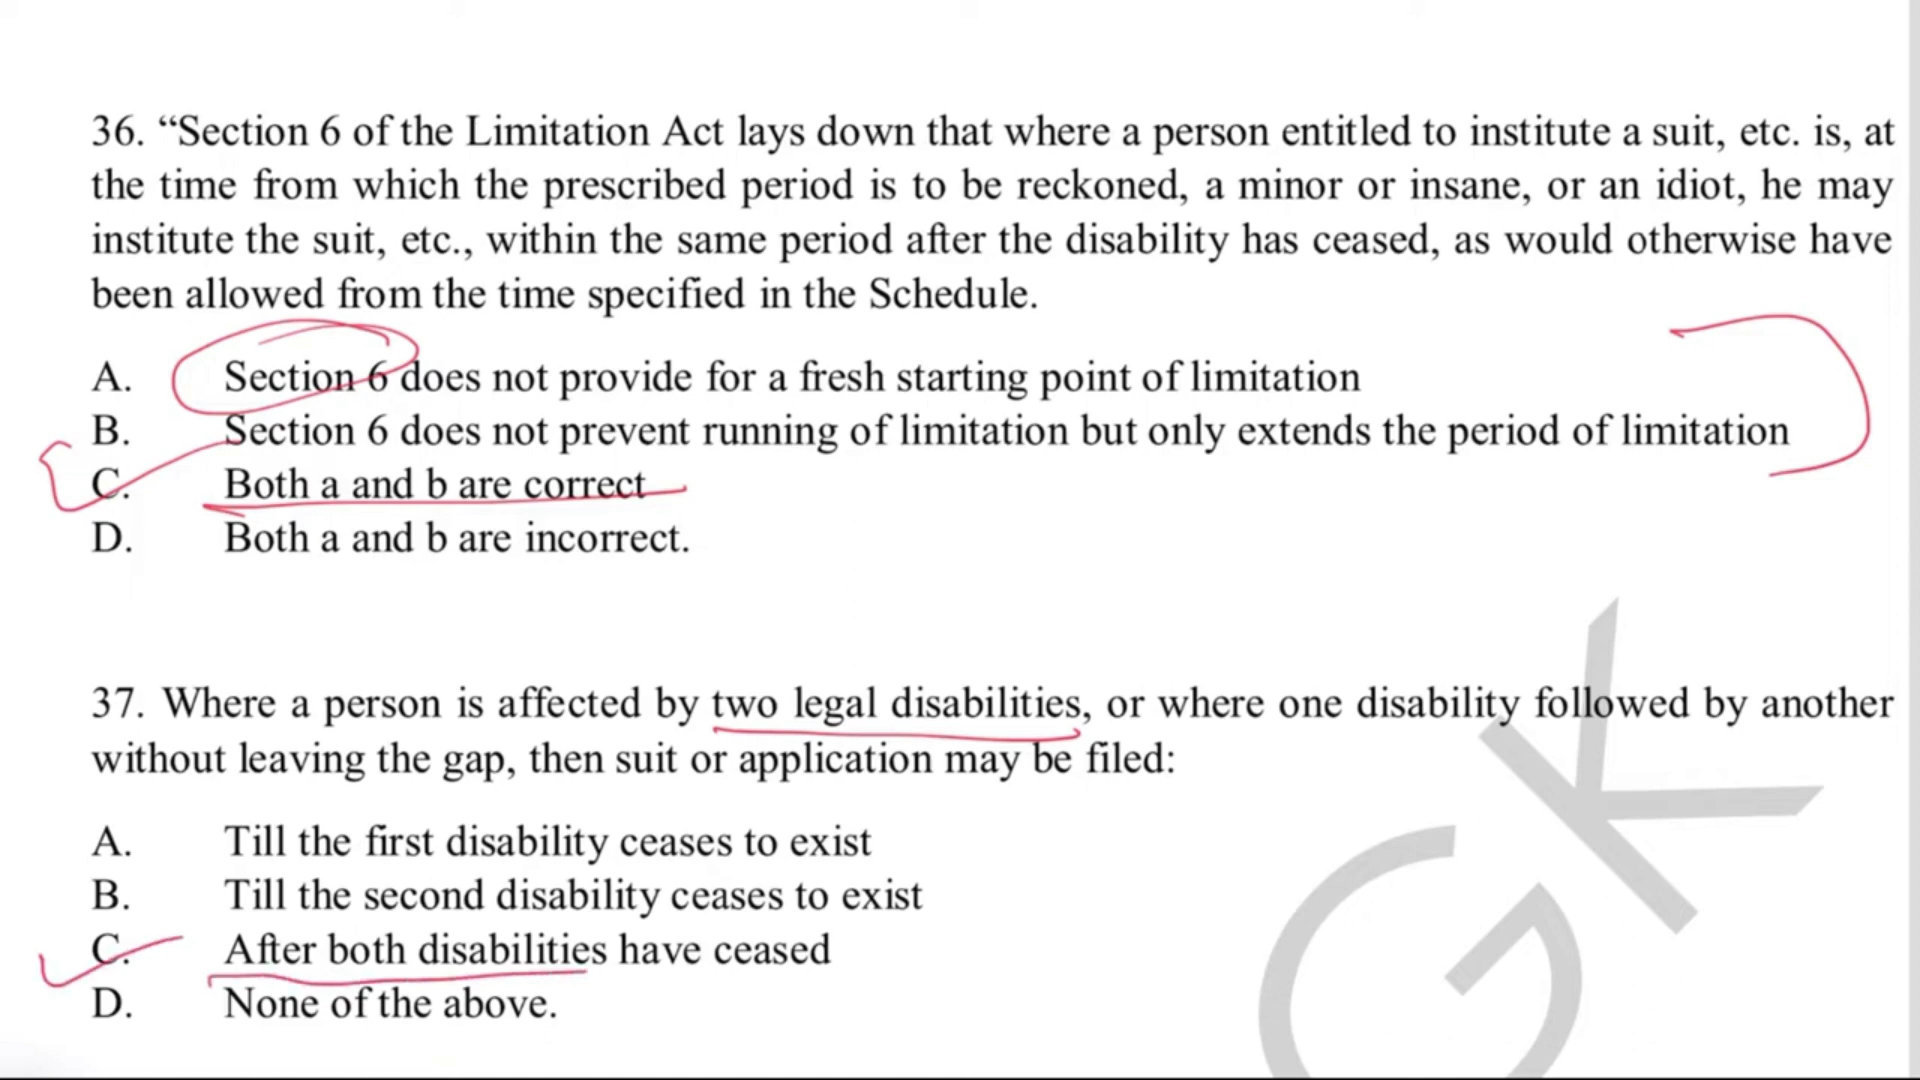 36. “Section 6 of the Limitation Act lays down that where a person entitled to institute a suit, etc. is, at
the time from which the prescribed period is to be reckoned, a minor or insane, or an idiot, he may
institute the suit, etc., within the same period after the disability has ceased, as would otherwise have
been allowed from the time specified in the Schedule.
A. Section 6 does not provide for a fresh starting point of limitation
B. Section 6 does not prevent running of limitation but only extends the period of limitation
C. Both a and b are correct
D. Both a and b are incorrect.
37. Where a person is affected by two legal disabilities, or where one disability followed by another
without leaving the gap, then suit or application may be filed:
A. Till the first disability ceases to exist
B. Till the second disability ceases to exist
C. After both disabilities have ceased
D. None of the above.
GK